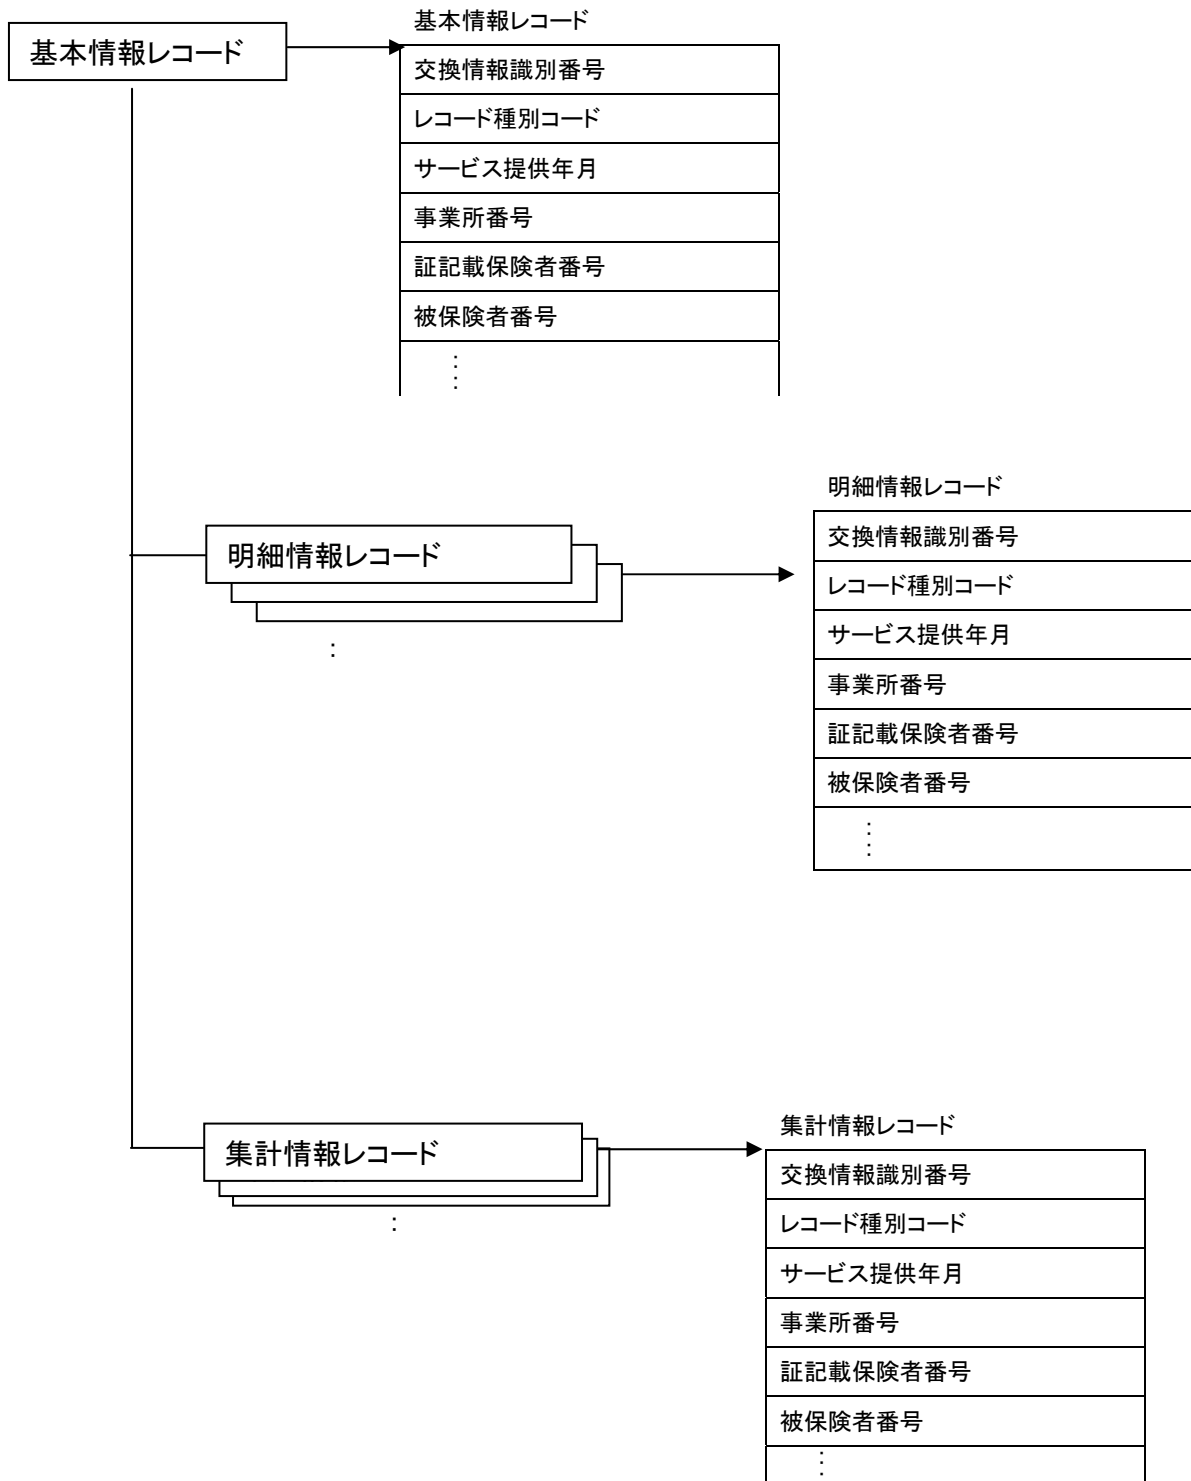 基本情報レコード
基本情報レコード
交換情報識別番号
レコード種別コード
サービス提供年月
事業所番号
証記載保険者番号
被保険者番号
：
：
明細情報レコード
：
明細情報レコード
交換情報識別番号
レコード種別コード
サービス提供年月
事業所番号
証記載保険者番号
被保険者番号
：
：
集計情報レコード
：
集計情報レコード
交換情報識別番号
レコード種別コード
サービス提供年月
事業所番号
証記載保険者番号
被保険者番号
：
：